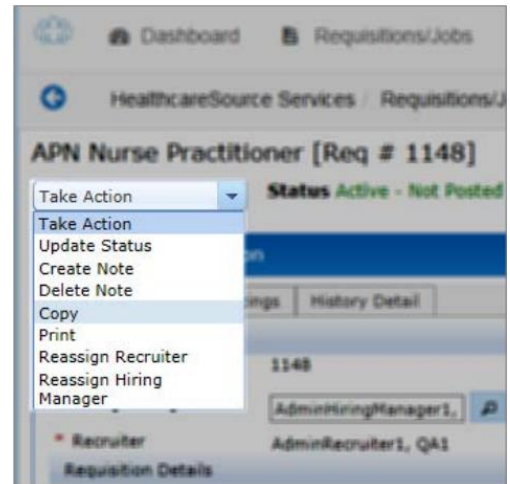 Dashboard Requisitions/Jobs
HealthcareSource Services / Requisitions/J
APN Nurse Practitioner [Req # 1148]
Take Action Status Active - Not Posted
Take Action
Update Status
Create Note
Delete Note
Copy
Print
Reassign Recruiter
Reassign Hiring
Manager
on
ngs History Detail
1148
AdminHiringManager1,
* Recruiter AdminRecruiter1, QA1
Requisition Details